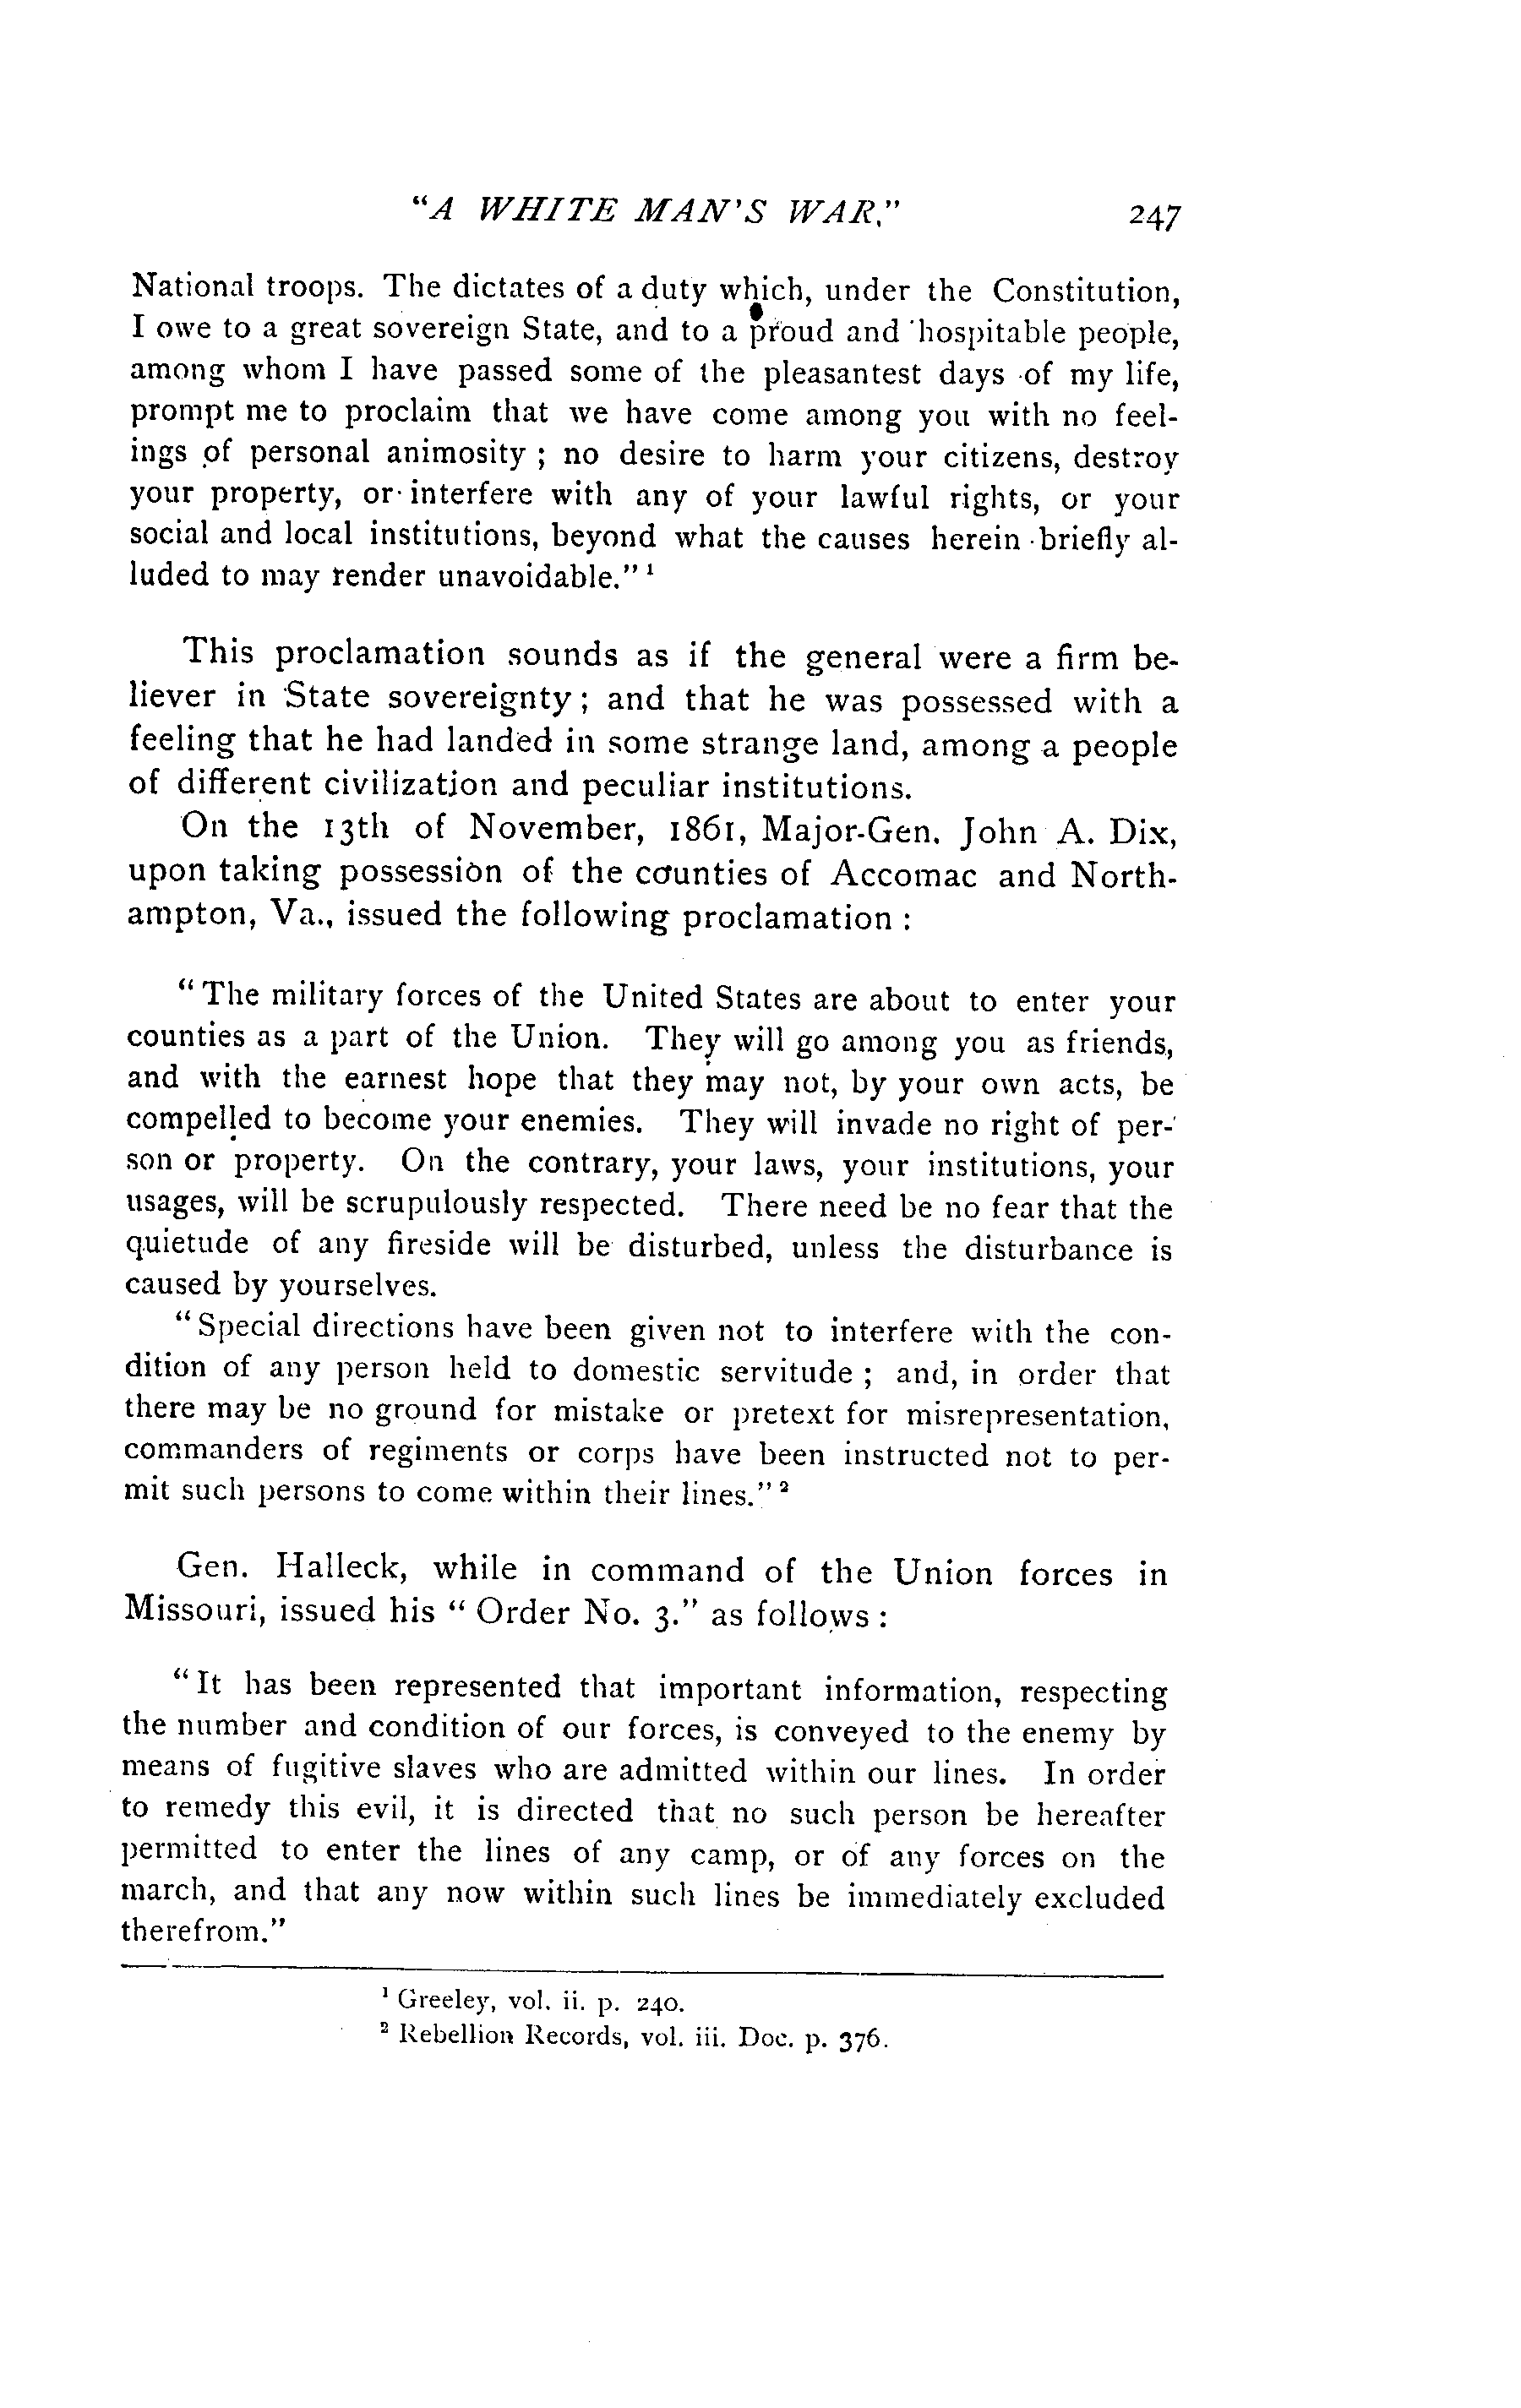 "A WHITE MAN'S WAR."
247
National troops. The dictates of a duty which, under the Constitution,
I owe to a great sovereign State, and to a proud and hospitable people,
among whom I have passed some of the pleasantest days of my life,
prompt me to proclaim that we have come among you with no feel-
ings of personal animosity ; no desire to harm your citizens, destroy
your property, or interfere with any of your lawful rights, or your
social and local institutions, beyond what the causes herein briefly al-
luded to may render unavoidable." ¹
This proclamation sounds as if the general were a firm be-
liever in State sovereignty ; and that he was possessed with a
feeling that he had landed in some strange land, among a people
of different civilization and peculiar institutions.
On the 13th of November, 1861, Major-Gen. John A. Dix,
upon taking possession of the counties of Accomac and North-
ampton, Va., issued the following proclamation :
" The military forces of the United States are about to enter your
counties as a part of the Union. They will go among you as friends,
and with the earnest hope that they may not, by your own acts, be
compelled to become your enemies. They will invade no right of per-
son or property. On the contrary, your laws, your institutions, your
usages, will be scrupulously respected. There need be no fear that the
quietude of any fireside will be disturbed, unless the disturbance is
caused by yourselves.
" Special directions have been given not to interfere with the con-
dition of any person held to domestic servitude ; and, in order that
there may be no ground for mistake or pretext for misrepresentation,
commanders of regiments or corps have been instructed not to per-
mit such persons to come within their lines." ²
Gen. Halleck, while in command of the Union forces in
Missouri, issued his " Order No. 3." as follows :
" It has been represented that important information, respecting
the number and condition of our forces, is conveyed to the enemy by
means of fugitive slaves who are admitted within our lines. In order
to remedy this evil, it is directed that no such person be hereafter
permitted to enter the lines of any camp, or of any forces on the
march, and that any now within such lines be immediately excluded
therefrom."
¹ Greeley, vol. ii. p. 240.
² Rebellion Records, vol. iii. Doc. p. 376.